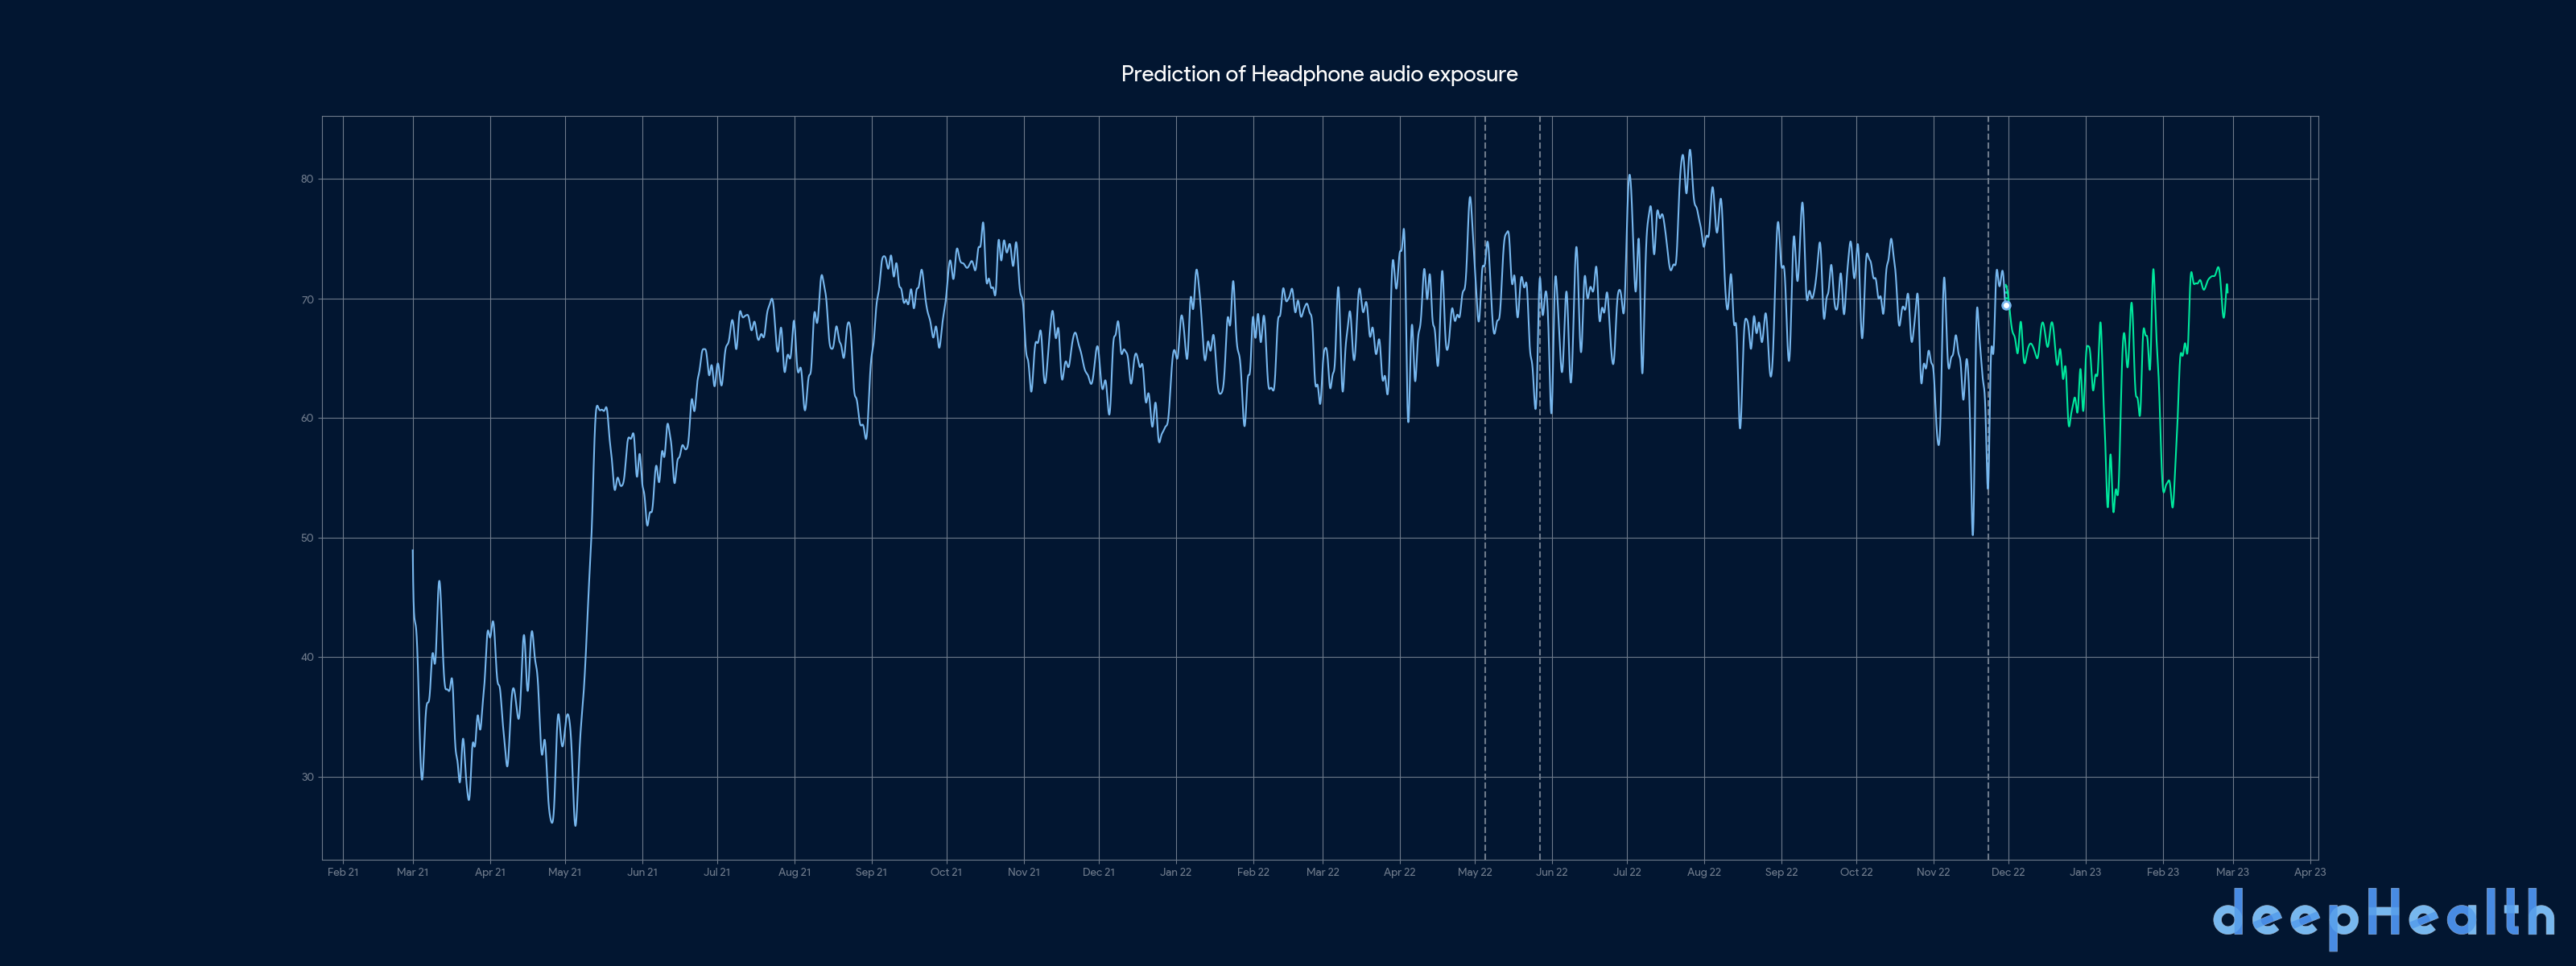 Prediction of Headphone audio exposure
80
70
60
50
40
30
Feb 21 Mar 21 Apr 21 May 21 Jun 21 Jul 21 Aug 21 Sep 21 Oct 21 Nov 21 Dec 21 Jan 22 Feb 22 Mar 22 Apr 22 May 22 Jun 22 Jul 22 Aug 22 Sep 22 Oct 22 Nov 22 Dec 22 Jan 23 Feb 23 Mar 23 Apr 23
deepHealth